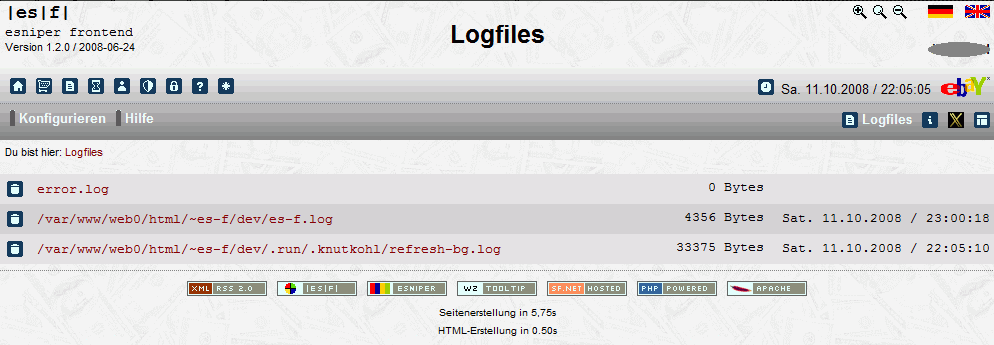 |es|f|
esniper frontend
Version 1.2.0 / 2008-06-24
Logfiles
Sa. 11.10.2008 / 22:05:05
ebaY
Konfigurieren
Hilfe
Logfiles
Du bist hier: Logfiles
error.log 0 Bytes
/var/www/web0/html/~es-f/dev/es-f.log 4356 Bytes Sat. 11.10.2008 / 23:00:18
/var/www/web0/html/~es-f/dev/.run/.knutkohl/refresh-bg.log 33375 Bytes Sat. 11.10.2008 / 22:05:10
XML RSS 2.0 |ES|F| ESNIPER WZ TOOLTIP SF.NET HOSTED PHP POWERED APACHE
Seitenerstellung in 5,75s
HTML-Erstellung in 0.50s